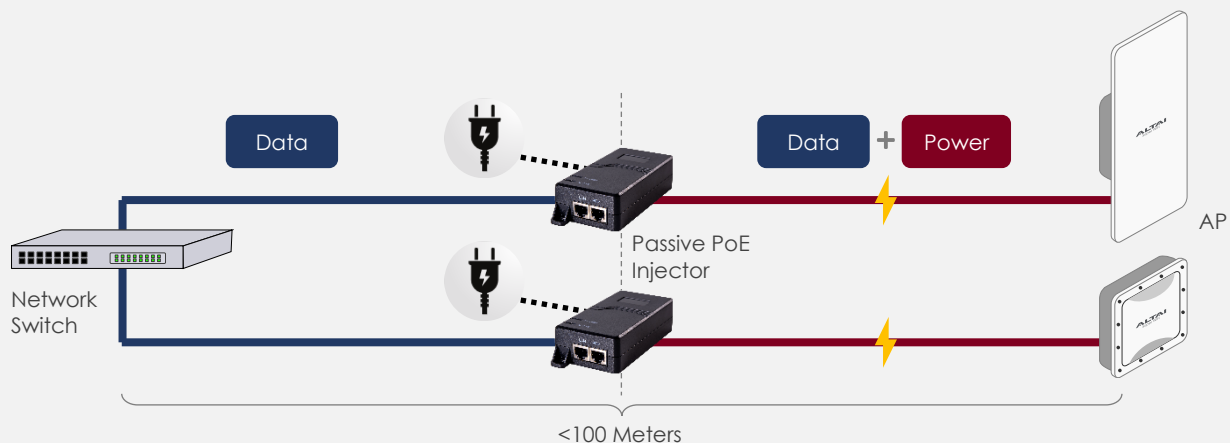 Data
Data
+
Power
ALTAI
AP
Passive PoE
Injector
Network
Switch
ALTAI
<100 Meters